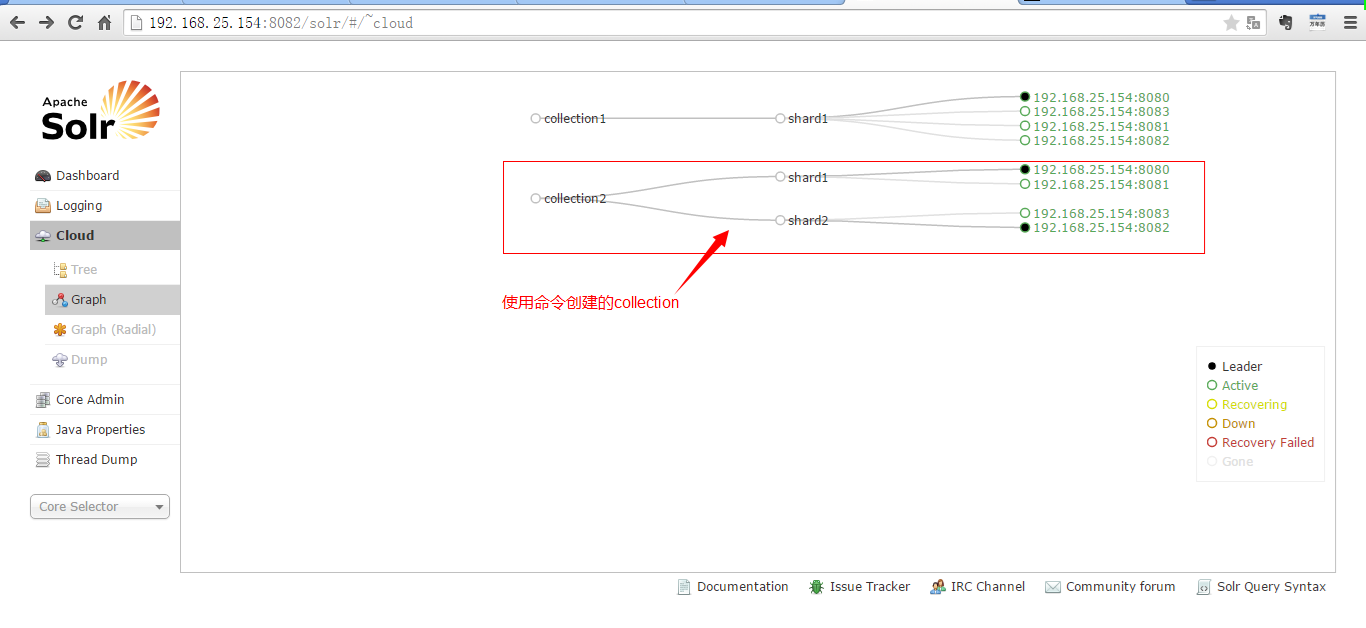 192.168.25.154:8082/solr/#/~cloud
Apache
Solr
Dashboard
Logging
Cloud
Tree
Graph
Graph (Radial)
Dump
Core Admin
Java Properties
Thread Dump
Core Selector
collection1
shard1
192.168.25.154:8080
192.168.25.154:8083
192.168.25.154:8081
192.168.25.154:8082
collection2
shard1
192.168.25.154:8080
192.168.25.154:8081
shard2
192.168.25.154:8083
192.168.25.154:8082
使用命令创建的collection
Leader
Active
Recovering
Down
Recovery Failed
Gone
Documentation
Issue Tracker
IRC Channel
Community forum
Solr Query Syntax